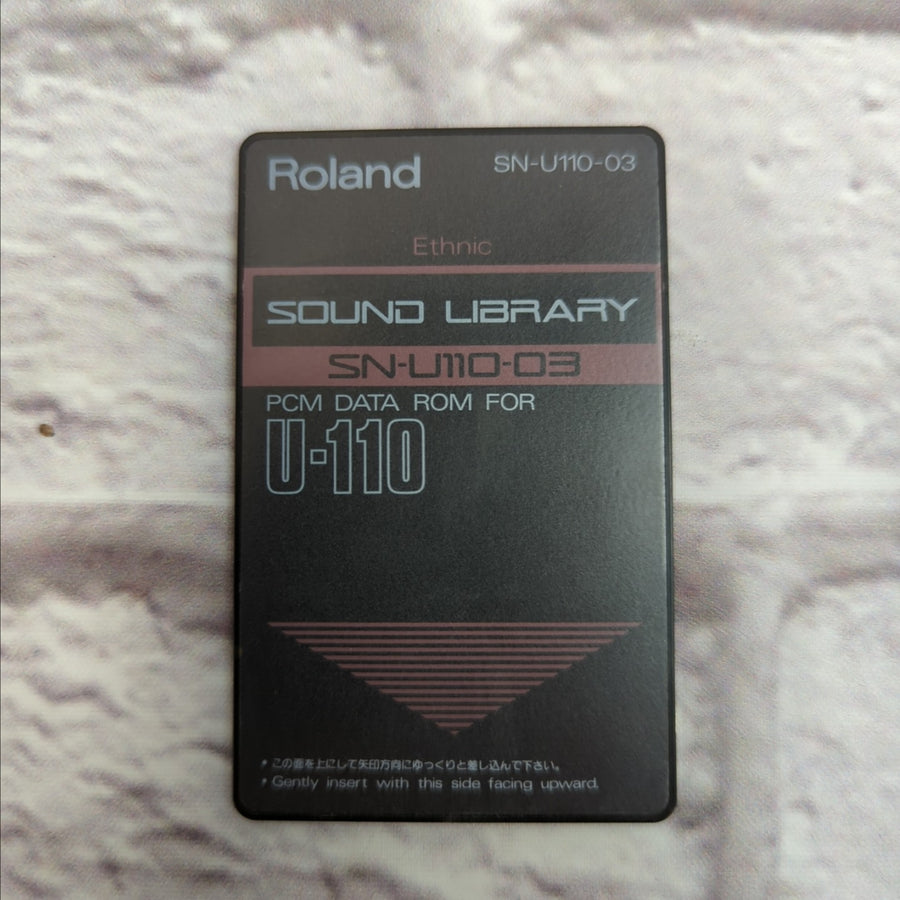 Roland
SN-U110-03
Ethnic
SOUND LIBRARY
SN-U110-03
PCM DATA ROM FOR
U-110
* この面を上にして矢印方向にゆっくりと差し込んで下さい。
* Gently insert with this side facing upward.